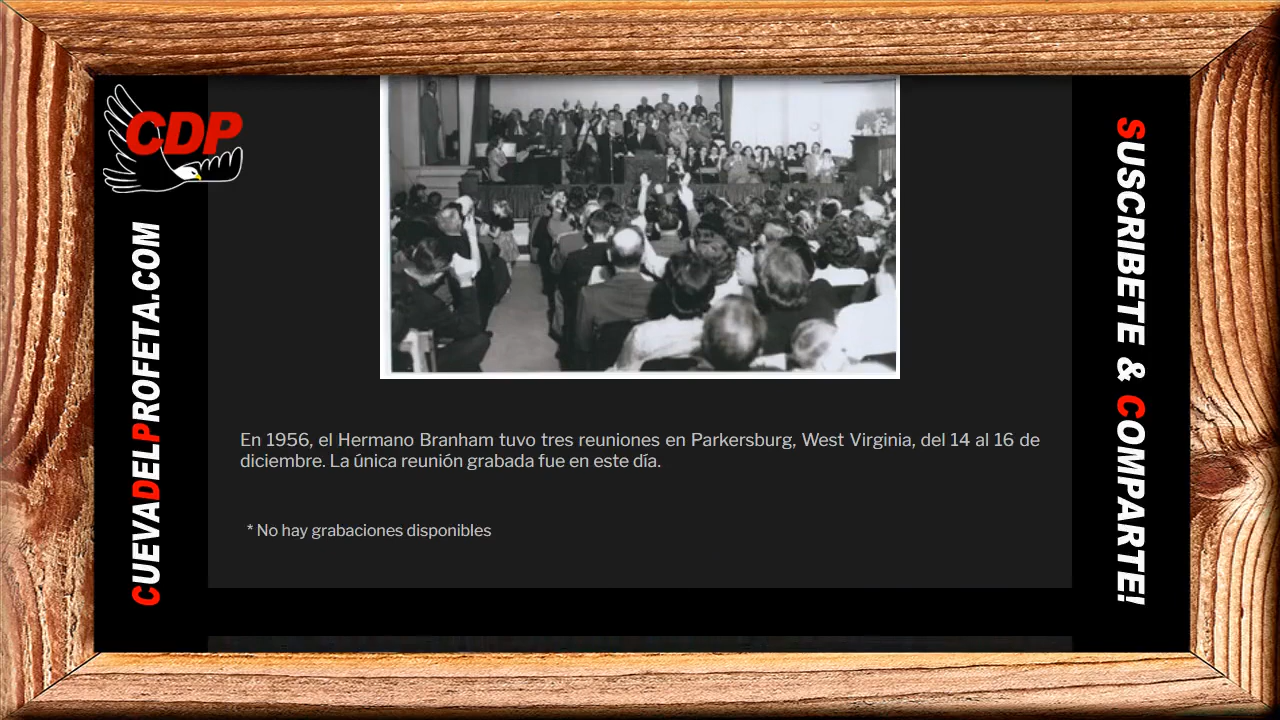 CDP
CUEVADELPROFETA.COM
SUSCRIBETE & COMPARTE!
En 1956, el Hermano Branham tuvo tres reuniones en Parkersburg, West Virginia, del 14 al 16 de
diciembre. La única reunión grabada fue en este día.
* No hay grabaciones disponibles